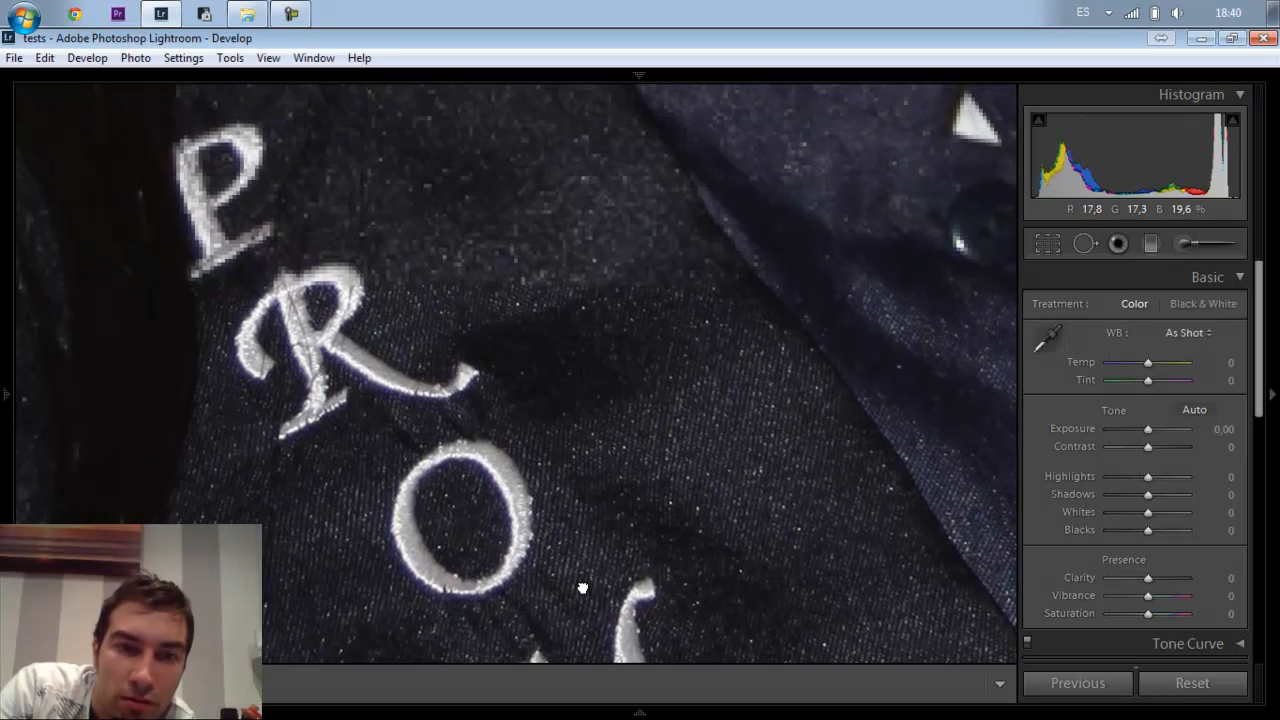 ES
18:40
tests - Adobe Photoshop Lightroom - Develop
File Edit Develop Photo Settings Tools View Window Help
Histogram
R 17,8 G 17,3 B 19,6 %
Basic
Treatment : Color Black & White
WB : As Shot
Temp 0
Tint 0
Tone Auto
Exposure 0,00
Contrast 0
Highlights 0
Shadows 0
Whites 0
Blacks 0
Presence
Clarity 0
Vibrance 0
Saturation 0
Tone Curve
Previous Reset
P
R
O